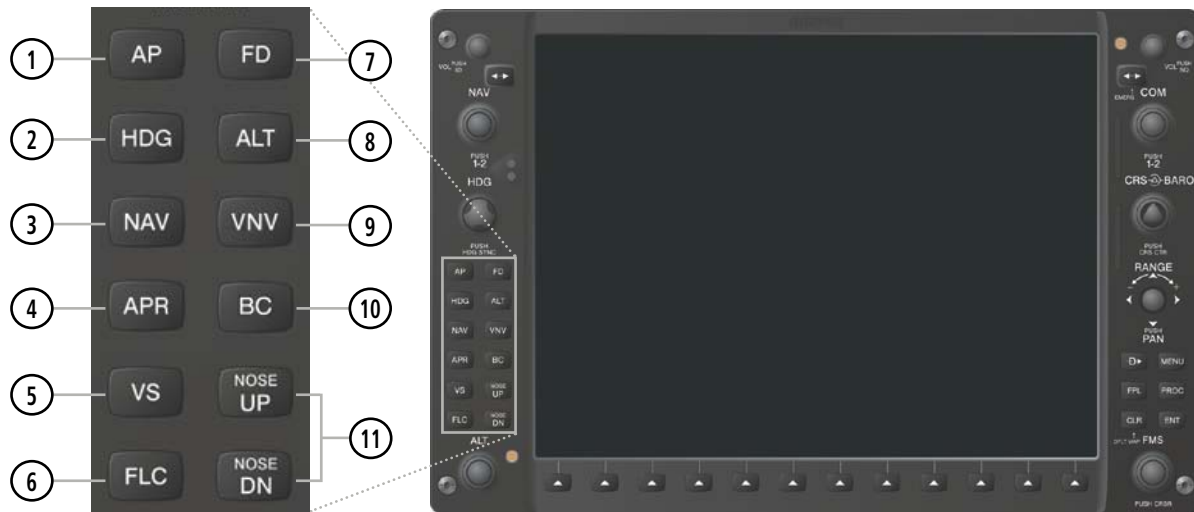 1 AP FD 7
2 HDG ALT 8
3 NAV VNV 9
4 APR BC 10
5 VS NOSE UP
11
6 FLC NOSE DN
VOL PUSH ID
NAV
PUSH 1-2
HDG
PUSH HDG SYNC
AP FD
HDG ALT
NAV VNV
APR BC
VS NOSE UP
FLC NOSE DN
ALT
VOL PUSH SQ
EMERG COM
PUSH 1-2
CRS BARO
PUSH CRS CTR
RANGE
- +
PUSH PAN
D MENU
FPL PROC
CLR ENT
DFLT MAP FMS
PUSH CRSR